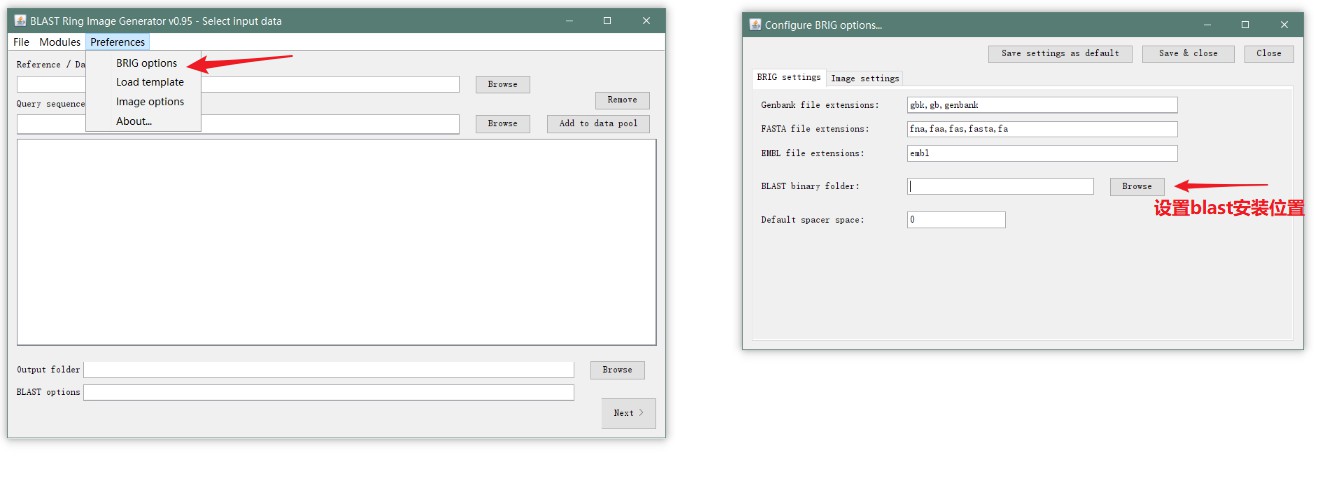 BLAST Ring Image Generator v0.95 - Select input data
File Modules Preferences
Reference / Da
BRIG options
Load template
Image options
About...
Browse
Remove
Query sequence
Browse
Add to data pool
Output folder
Browse
BLAST options
Next >
Configure BRIG options...
Save settings as default
Save & close
Close
BRIG settings
Image settings
Genbank file extensions:
gbk,gb,genbank
FASTA file extensions:
fna,faa,fas,fasta,fa
EMBL file extensions:
embl
BLAST binary folder:
Browse
设置blast安装位置
Default spacer space:
0